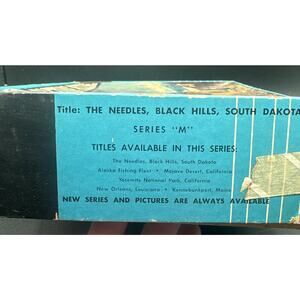 Title: THE NEEDLES, BLACK HILLS, SOUTH DAKOTA
SERIES "M"
TITLES AVAILABLE IN THIS SERIES:
The Needles, Black Hills, South Dakota
Alaska Fishing Fleet • Mojave Desert, California
Yosemite National Park, California
New Orleans, Louisiana • Kennebunkport, Maine
NEW SERIES AND PICTURES ARE ALWAYS AVAILABLE